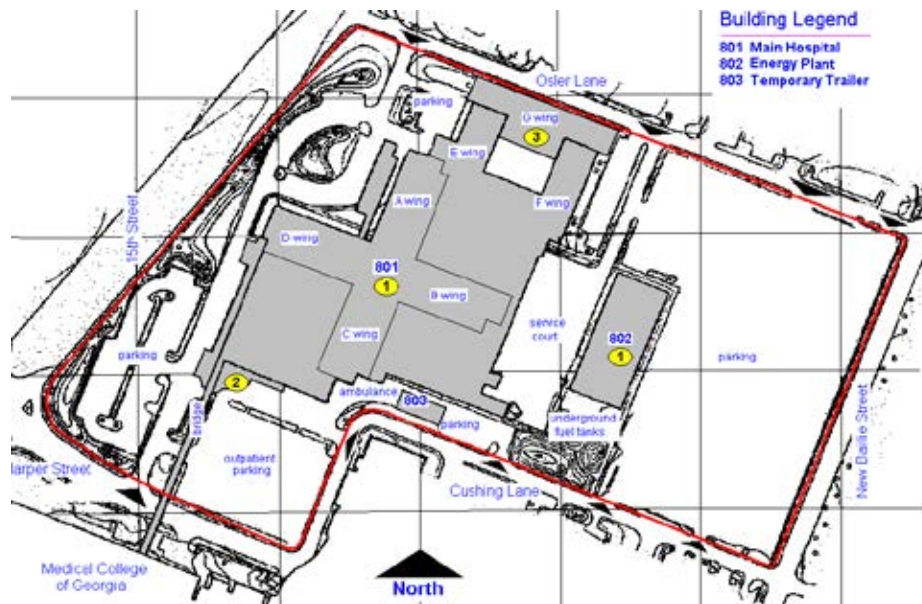 Building Legend
801 Main Hospital
802 Energy Plant
803 Temporary Trailer
Osler Lane
parking
G wing
3
E wing
A wing
F wing
15th Street
D wing
801
1
B wing
service
court
802
1
C wing
parking
parking
2
ambulance
803
parking
underground
fuel tanks
bridge
outpatient
parking
Harper Street
Cushing Lane
New Bailie Street
Medical College
of Georgia
North